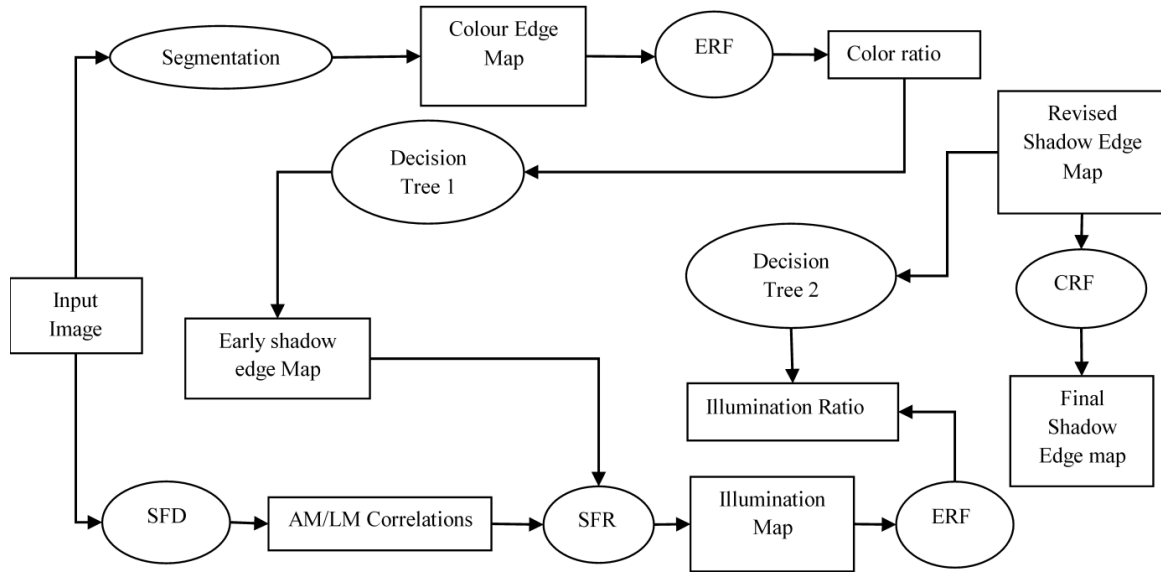 Segmentation
Colour Edge
Map
ERF
Color ratio
Decision
Tree 1
Revised
Shadow Edge
Map
Decision
Tree 2
CRF
Input
Image
Early shadow
edge Map
Illumination Ratio
Final
Shadow
Edge map
SFD
AM/LM Correlations
SFR
Illumination
Map
ERF